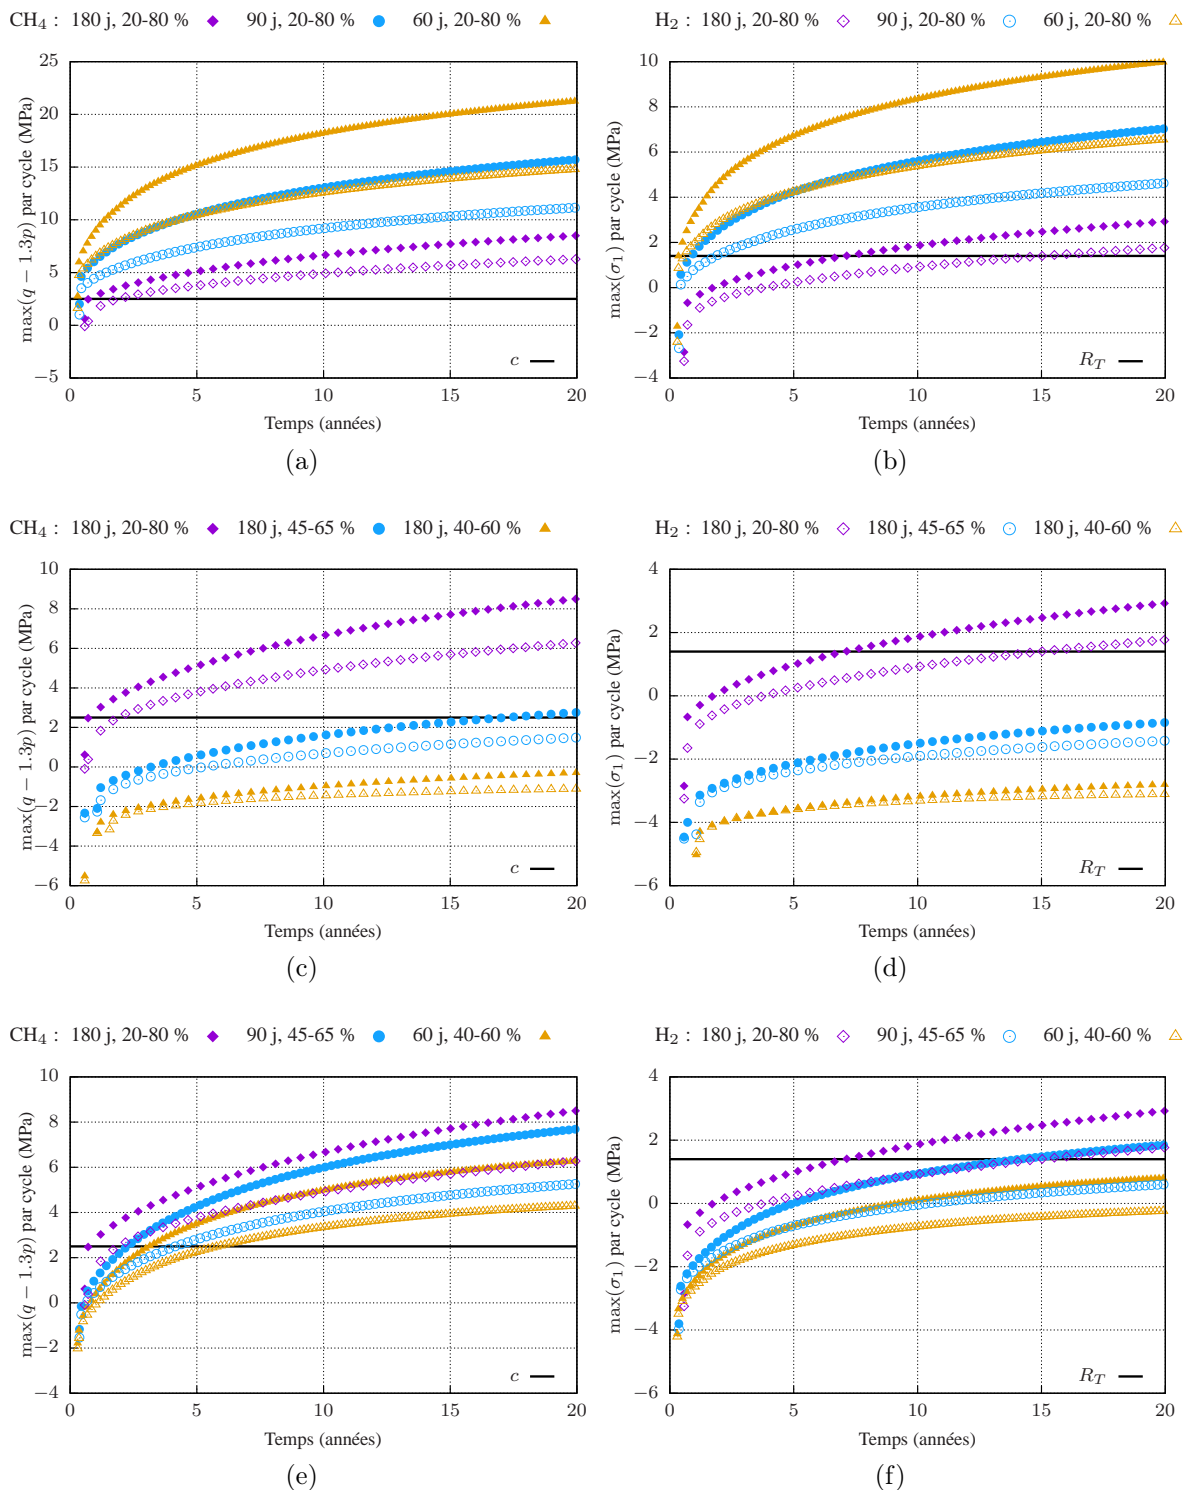 CH₄ : 180 j, 20-80 % 90 j, 20-80 % 60 j, 20-80 %
H₂ : 180 j, 20-80 % 90 j, 20-80 % 60 j, 20-80 %
max(q − 1.3p) par cycle (MPa)
25
20
15
10
5
0
−5
c
0 5 10 15 20
Temps (années)
(a)
max(σ₁) par cycle (MPa)
10
8
6
4
2
0
−2
−4
R_T
0 5 10 15 20
Temps (années)
(b)
CH₄ : 180 j, 20-80 % 180 j, 45-65 % 180 j, 40-60 %
H₂ : 180 j, 20-80 % 180 j, 45-65 % 180 j, 40-60 %
max(q − 1.3p) par cycle (MPa)
10
8
6
4
2
0
−2
−4
−6
c
0 5 10 15 20
Temps (années)
(c)
max(σ₁) par cycle (MPa)
4
2
0
−2
−4
−6
R_T
0 5 10 15 20
Temps (années)
(d)
CH₄ : 180 j, 20-80 % 90 j, 45-65 % 60 j, 40-60 %
H₂ : 180 j, 20-80 % 90 j, 45-65 % 60 j, 40-60 %
max(q − 1.3p) par cycle (MPa)
10
8
6
4
2
0
−2
−4
c
0 5 10 15 20
Temps (années)
(e)
max(σ₁) par cycle (MPa)
4
2
0
−2
−4
−6
R_T
0 5 10 15 20
Temps (années)
(f)